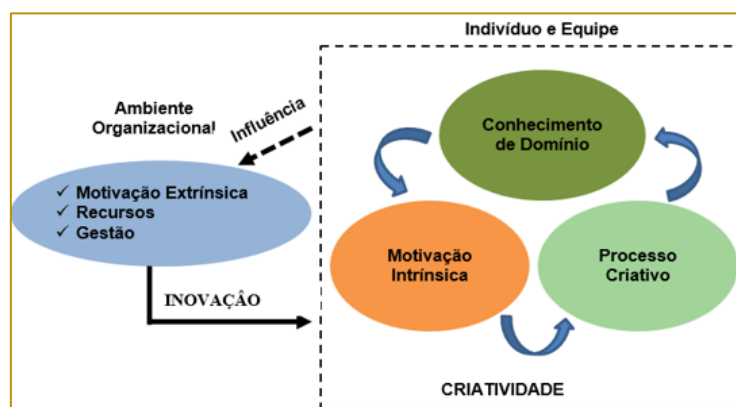 Indivíduo e Equipe
Ambiente
Organizacional
Influência
✓ Motivação Extrínsica
✓ Recursos
✓ Gestão
INOVAÇÂO
Conhecimento
de Domínio
Motivação
Intrínsica
Processo
Criativo
CRIATIVIDADE